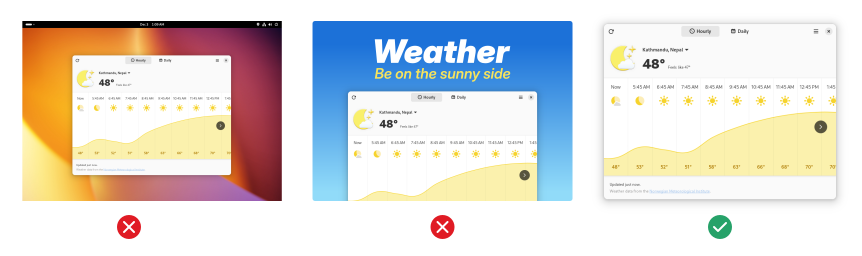 Dec 3 3:09 AM
Hourly Daily
Kathmandu, Nepal
48° Feels like 47°
Now 5:45 AM 6:45 AM 7:45 AM 8:45 AM 9:45 AM 10:45 AM 11:45 AM 12:45 PM 1:45
48° 53° 52° 51° 58° 63° 66° 68° 70° 70°
Updated just now.
Weather data from the Norwegian Meteorological Institute
Weather
Be on the sunny side
Hourly Daily
Kathmandu, Nepal
48° Feels like 47°
Now 5:45 AM 6:45 AM 7:45 AM 8:45 AM 9:45 AM 10:45 AM 11:45 AM 12:45 PM 1:45
Hourly Daily
Kathmandu, Nepal
48° Feels like 47°
Now 5:45 AM 6:45 AM 7:45 AM 8:45 AM 9:45 AM 10:45 AM 11:45 AM 12:45 PM 1:45
48° 53° 52° 51° 58° 63° 66° 68° 70° 70°
Updated just now.
Weather data from the Norwegian Meteorological Institute